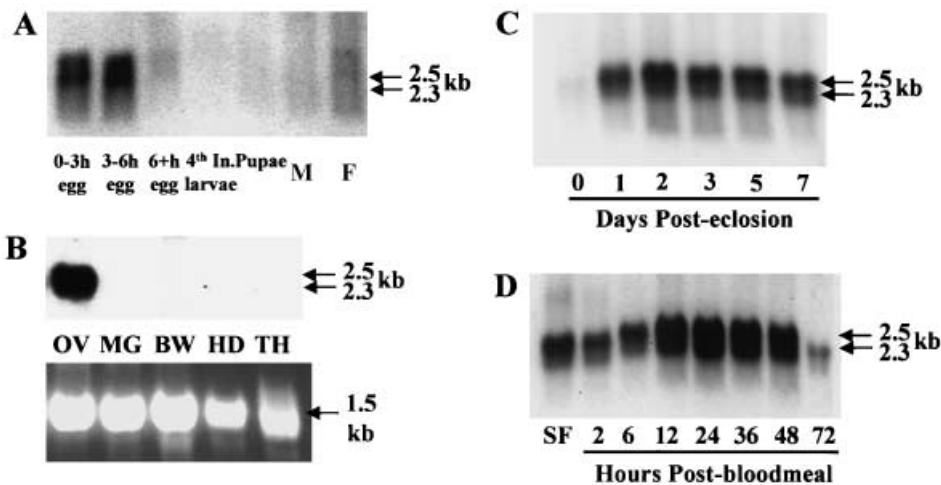 A
2.5
2.3 kb
0-3h 3-6h 6+h 4th In.Pupae M F
egg egg egg larvae
B
2.5
2.3 kb
OV MG BW HD TH
1.5
kb
C
2.5
2.3 kb
0 1 2 3 5 7
Days Post-eclosion
D
2.5
2.3 kb
SF 2 6 12 24 36 48 72
Hours Post-bloodmeal